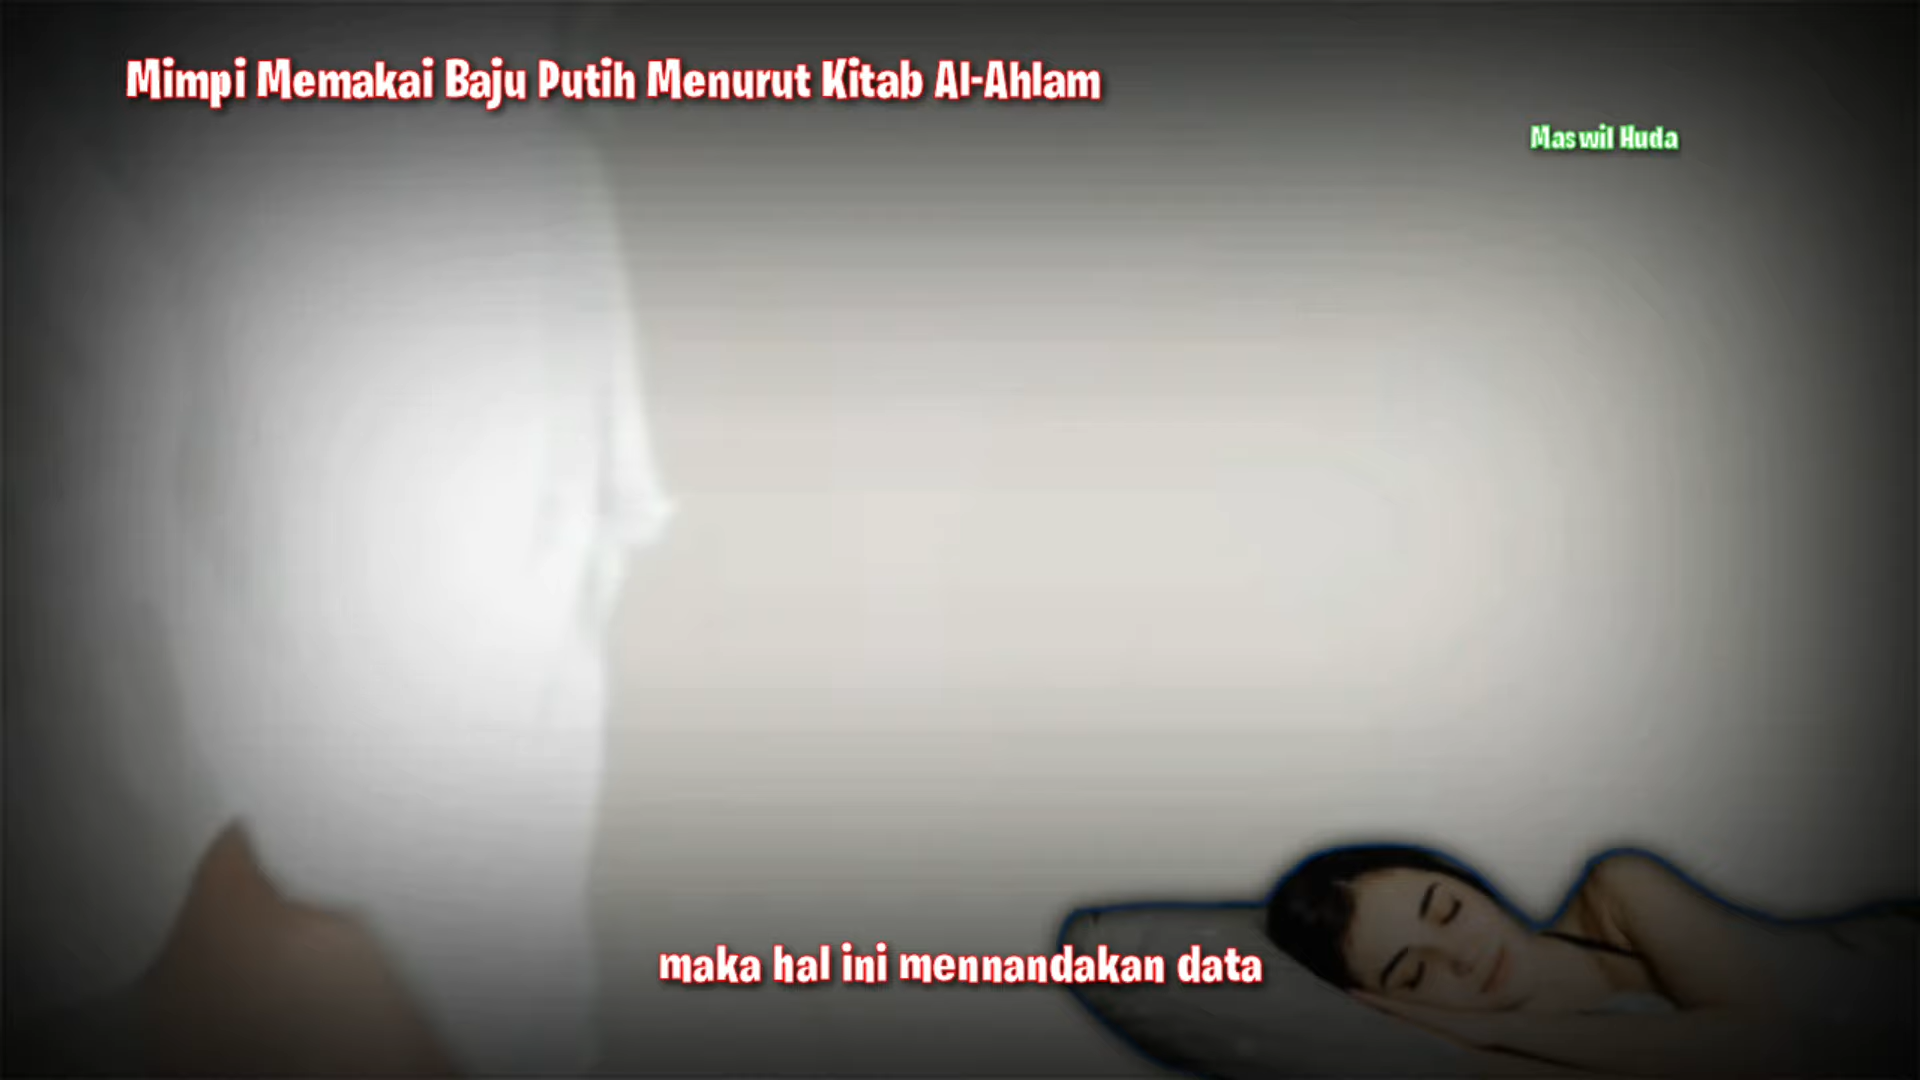 Mimpi Memakai Baju Putih Menurut Kitab Al-Ahlam
Maswil Huda
maka hal ini mennandakan data